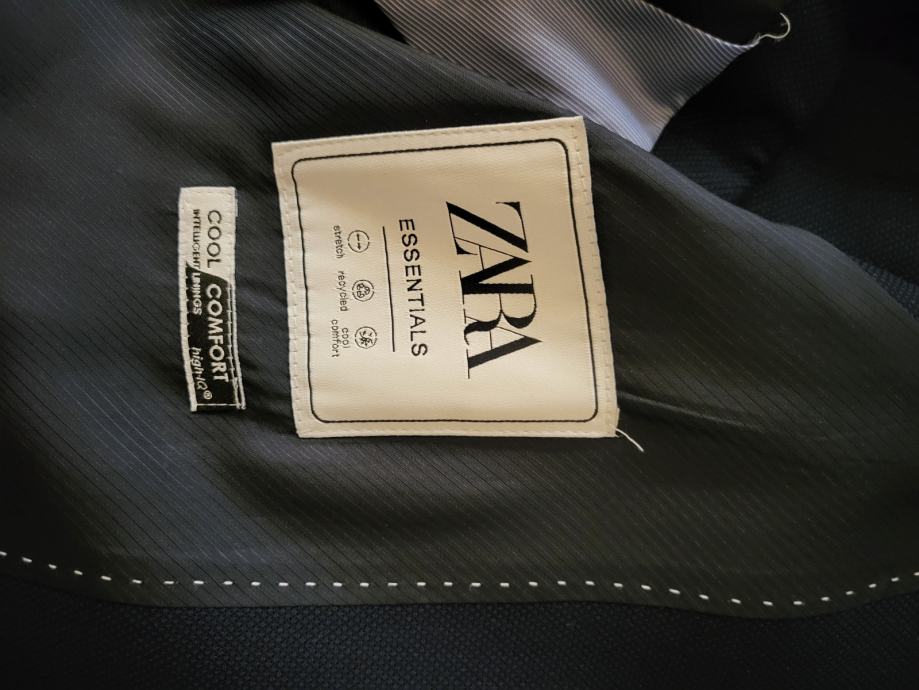 ZARA
ESSENTIALS
stretch
recycled
cool
comfort
COOL COMFORT
INTELLIGENT LININGS
high-IQ®